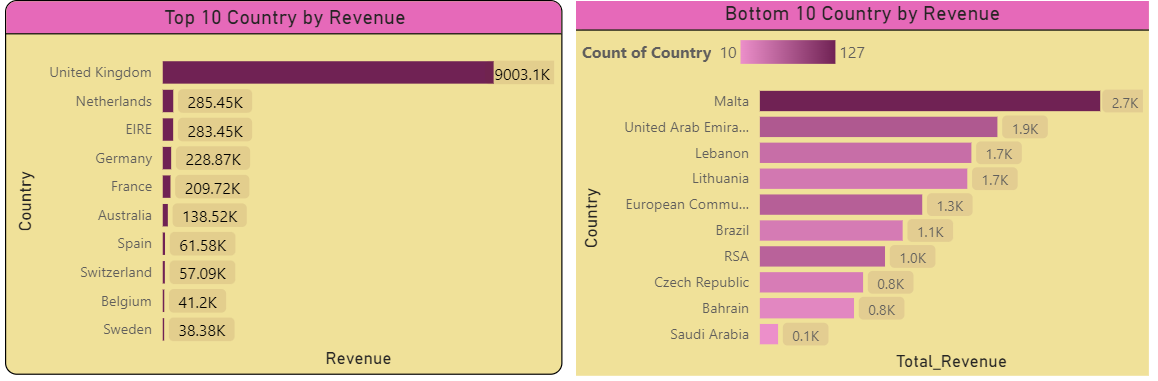 Top 10 Country by Revenue
Country
United Kingdom 9003.1K
Netherlands 285.45K
EIRE 283.45K
Germany 228.87K
France 209.72K
Australia 138.52K
Spain 61.58K
Switzerland 57.09K
Belgium 41.2K
Sweden 38.38K
Revenue
Bottom 10 Country by Revenue
Count of Country 10 127
Country
Malta 2.7K
United Arab Emira... 1.9K
Lebanon 1.7K
Lithuania 1.7K
European Commu... 1.3K
Brazil 1.1K
RSA 1.0K
Czech Republic 0.8K
Bahrain 0.8K
Saudi Arabia 0.1K
Total_Revenue